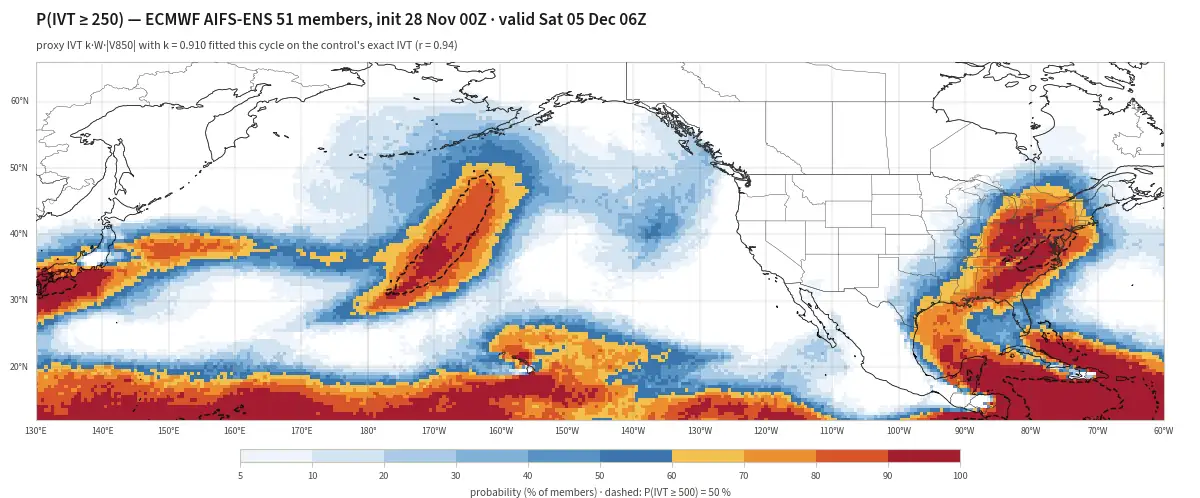 P(IVT ≥ 250) — ECMWF AIFS-ENS 51 members, init 28 Nov 00Z · valid Sat 05 Dec 06Z
proxy IVT k·W·|V850| with k = 0.910 fitted this cycle on the control's exact IVT (r = 0.94)
60°N
50°N
40°N
30°N
20°N
130°E 140°E 150°E 160°E 170°E 180° 170°W 160°W 150°W 140°W 130°W 120°W 110°W 100°W 90°W 80°W 70°W 60°W
5 10 20 30 40 50 60 70 80 90 100
probability (% of members) · dashed: P(IVT ≥ 500) = 50 %